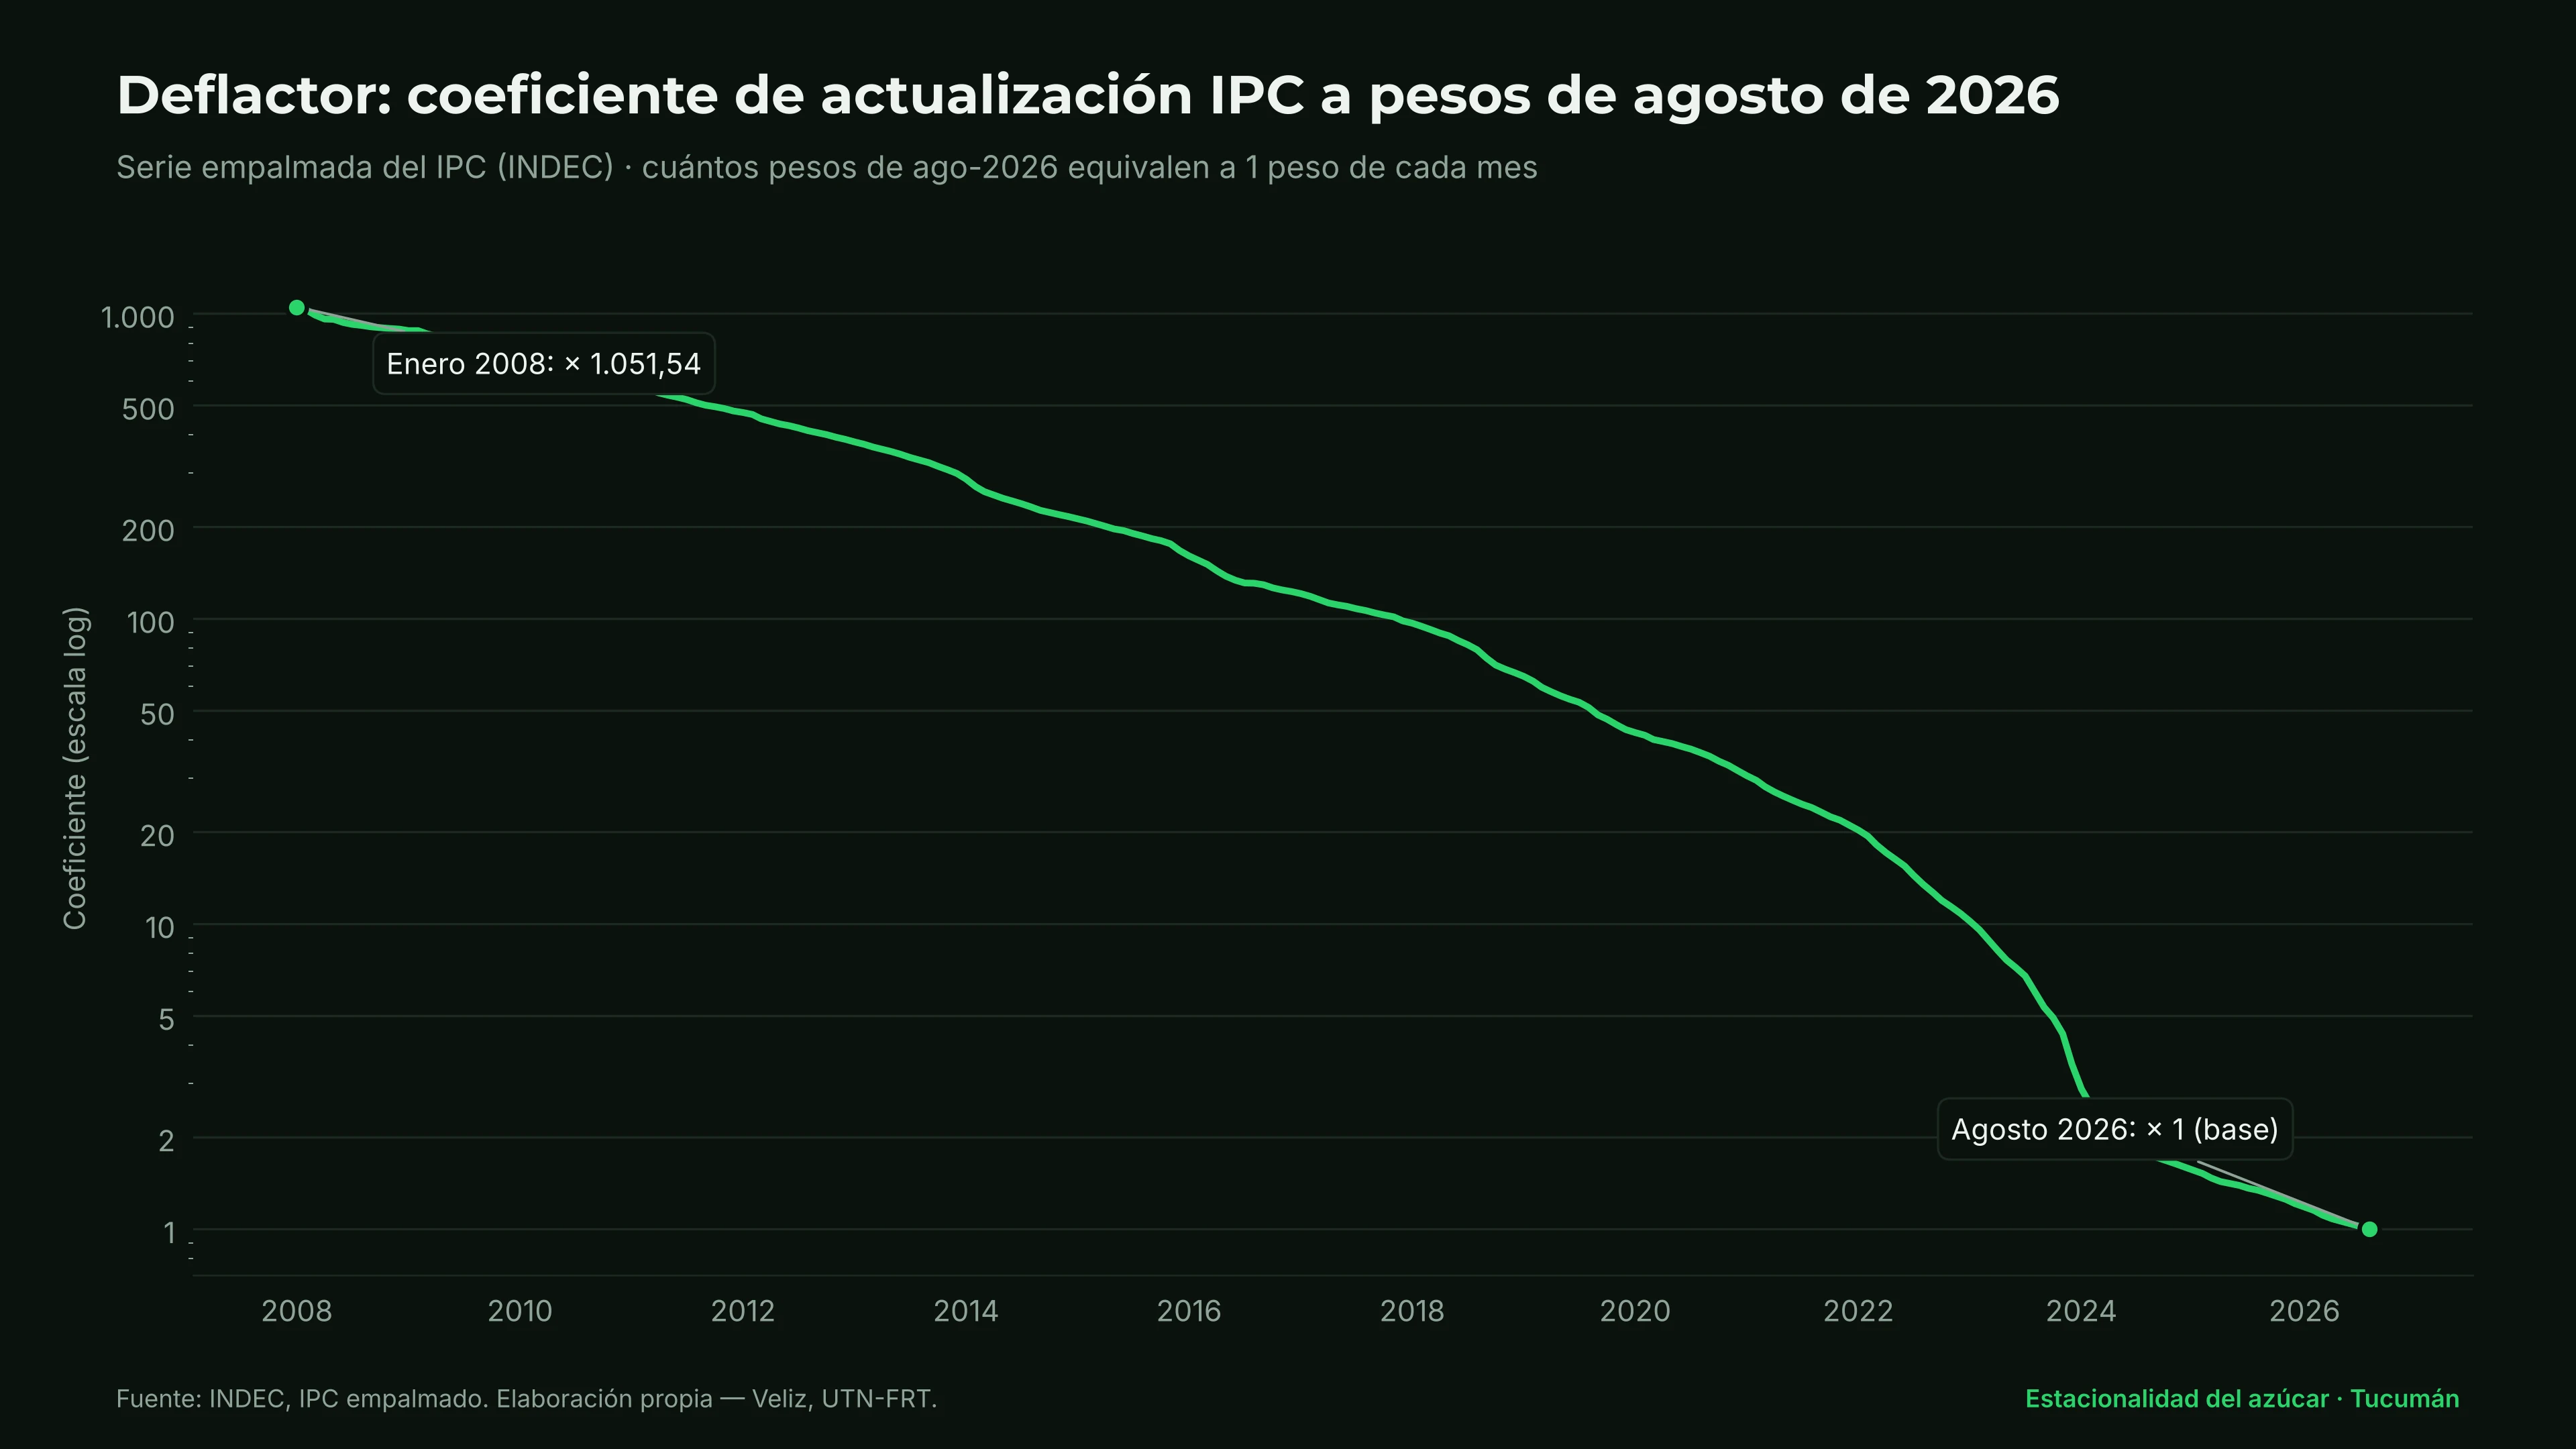 Deflactor: coeficiente de actualización IPC a pesos de agosto de 2026
Serie empalmada del IPC (INDEC) · cuántos pesos de ago-2026 equivalen a 1 peso de cada mes
Coeficiente (escala log)
1.000
500
200
100
50
20
10
5
2
1
Enero 2008: × 1.051,54
Agosto 2026: × 1 (base)
2008 2010 2012 2014 2016 2018 2020 2022 2024 2026
Fuente: INDEC, IPC empalmado. Elaboración propia — Veliz, UTN-FRT.
Estacionalidad del azúcar · Tucumán